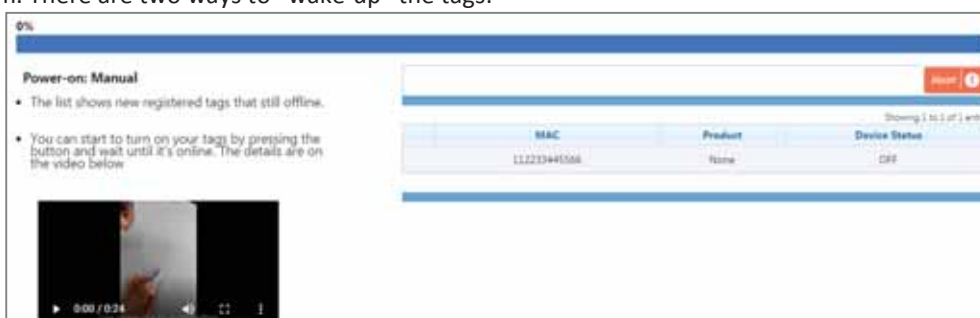 n. There are two ways to "wake-up" the tags:
0%
Power-on: Manual
• The list shows new registered tags that still offline.
• You can start to turn on your tags by pressing the
button and wait until it's online. The details are on
the video below
Showing 1 to 1 of 1 entr
MAC Product Device Status
112233445566 None OFF
0:00 / 0:24